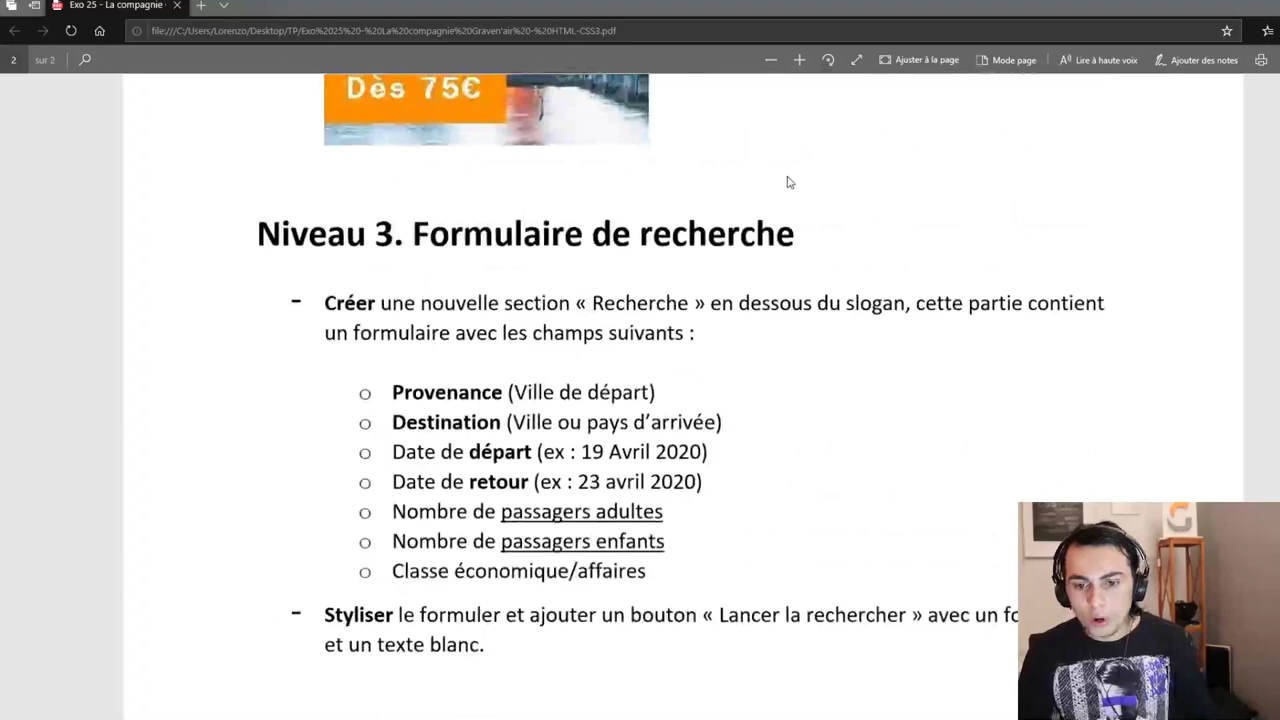 Exo 25 - La compagnie
file:///C:/Users/Lorenzo/Desktop/TP/Exo%2025%20-%20La%20compagnie%20Graven'air%20-%20HTML-CSS3.pdf
2 sur 2
Ajuster à la page
Mode page
Lire à haute voix
Ajouter des notes
Dès 75€
Niveau 3. Formulaire de recherche
- Créer une nouvelle section « Recherche » en dessous du slogan, cette partie contient
un formulaire avec les champs suivants :
o Provenance (Ville de départ)
o Destination (Ville ou pays d’arrivée)
o Date de départ (ex : 19 Avril 2020)
o Date de retour (ex : 23 avril 2020)
o Nombre de passagers adultes
o Nombre de passagers enfants
o Classe économique/affaires
- Styliser le formuler et ajouter un bouton « Lancer la rechercher » avec un fo
et un texte blanc.